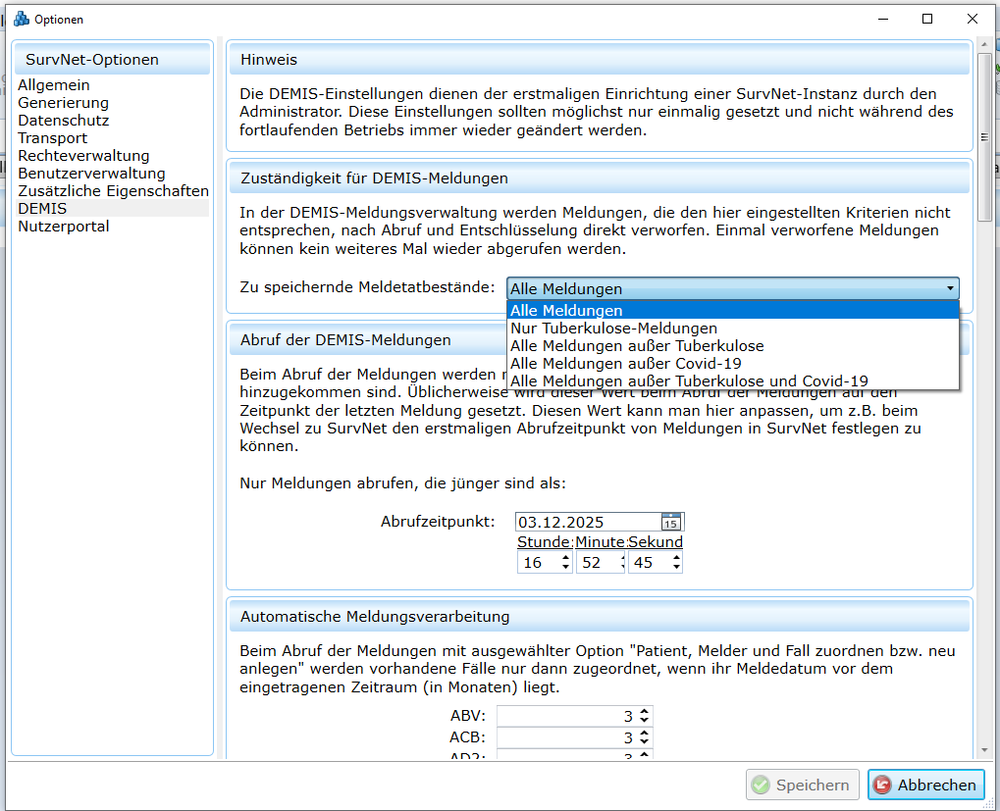 Optionen
SurvNet-Optionen
Allgemein
Generierung
Datenschutz
Transport
Rechteverwaltung
Benutzerverwaltung
Zusätzliche Eigenschaften
DEMIS
Nutzerportal
Hinweis
Die DEMIS-Einstellungen dienen der erstmaligen Einrichtung einer SurvNet-Instanz durch den
Administrator. Diese Einstellungen sollten möglichst nur einmalig gesetzt und nicht während des
fortlaufenden Betriebs immer wieder geändert werden.
Zuständigkeit für DEMIS-Meldungen
In der DEMIS-Meldungsverwaltung werden Meldungen, die den hier eingestellten Kriterien nicht
entsprechen, nach Abruf und Entschlüsselung direkt verworfen. Einmal verworfene Meldungen
können kein weiteres Mal wieder abgerufen werden.
Zu speichernde Meldetatbestände: Alle Meldungen
Alle Meldungen
Nur Tuberkulose-Meldungen
Alle Meldungen außer Tuberkulose
Alle Meldungen außer Covid-19
Alle Meldungen außer Tuberkulose und Covid-19
Abruf der DEMIS-Meldungen
Beim Abruf der Meldungen werden
hinzugekommen sind. Üblicherweise wird dieser Wert beim Abruf der Meldungen auf den
Zeitpunkt der letzten Meldung gesetzt. Diesen Wert kann man hier anpassen, um z.B. beim
Wechsel zu SurvNet den erstmaligen Abrufzeitpunkt von Meldungen in SurvNet festlegen zu
können.
Nur Meldungen abrufen, die jünger sind als:
Abrufzeitpunkt: 03.12.2025 15
Stunde: Minute: Sekund
16 52 45
Automatische Meldungsverarbeitung
Beim Abruf der Meldungen mit ausgewählter Option "Patient, Melder und Fall zuordnen bzw. neu
anlegen" werden vorhandene Fälle nur dann zugeordnet, wenn ihr Meldedatum vor dem
eingetragenen Zeitraum (in Monaten) liegt.
ABV: 3
ACB: 3
AD2: 3
Speichern Abbrechen